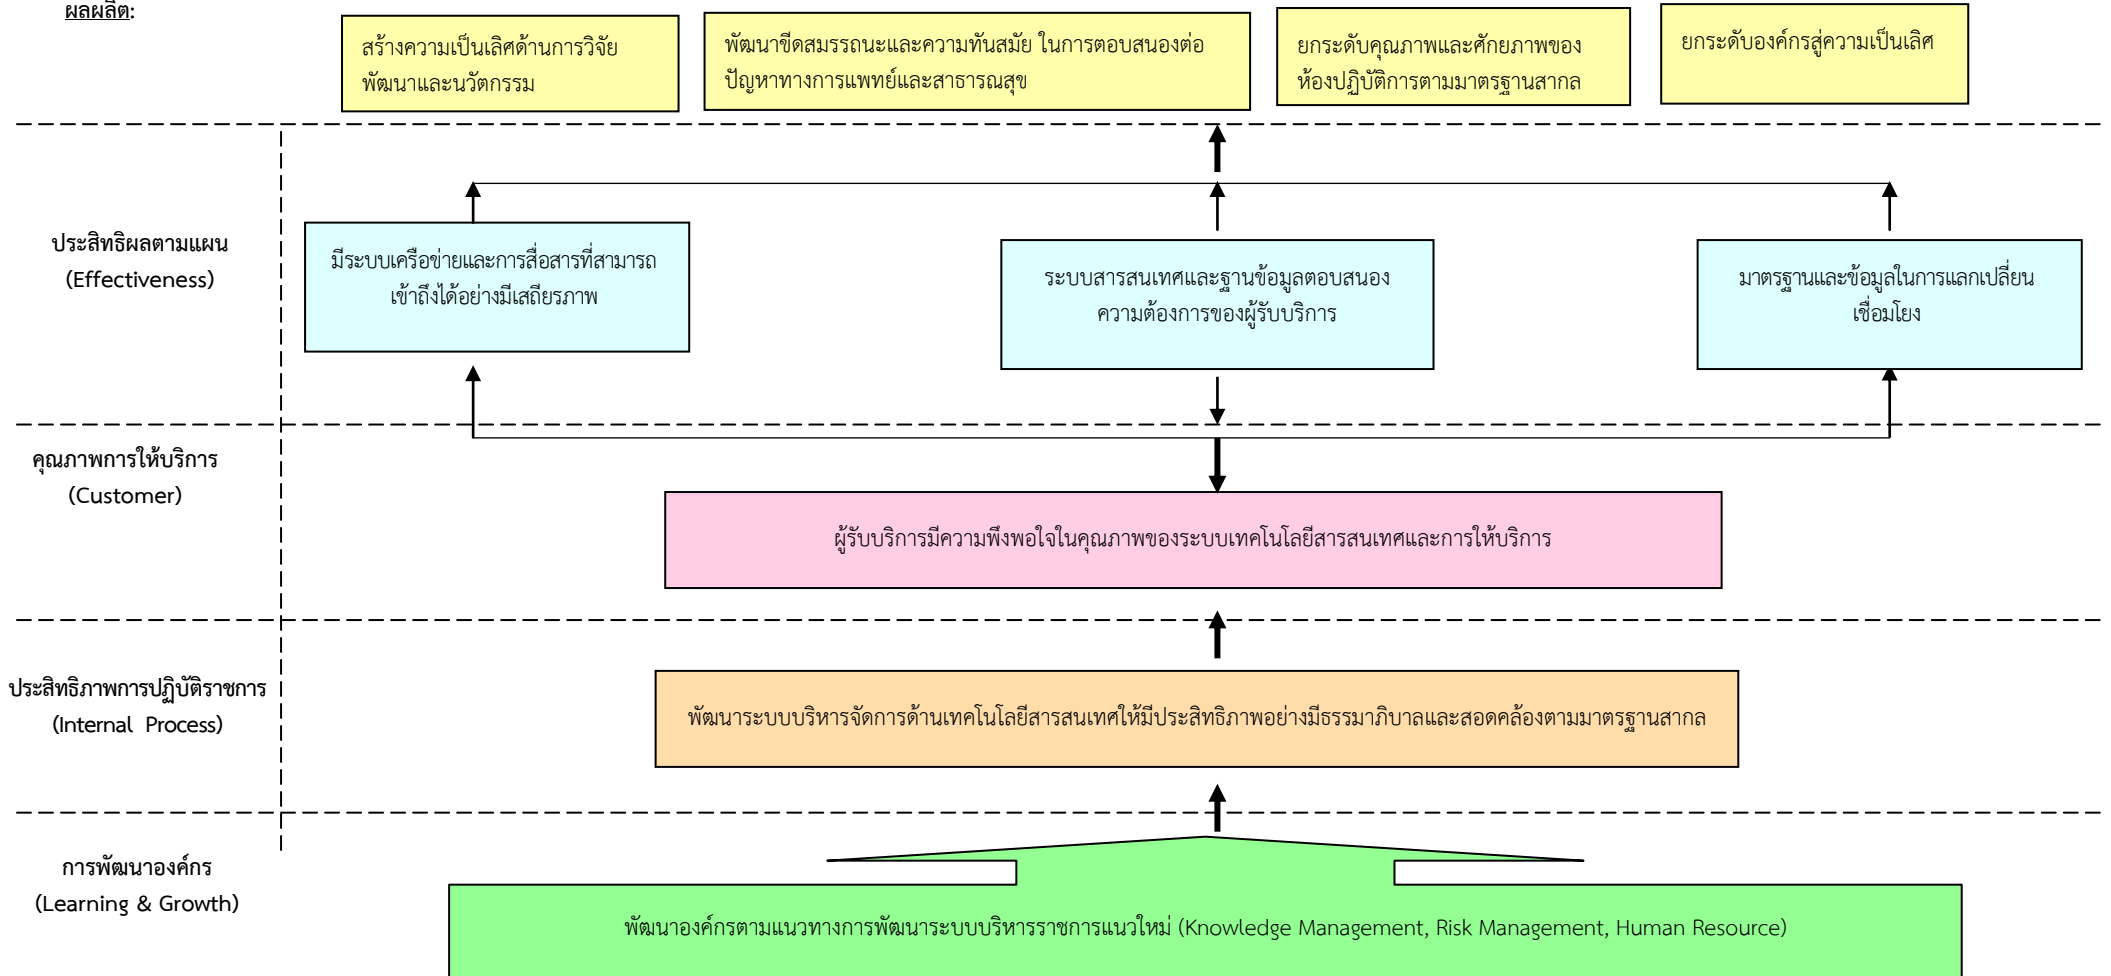 ผลผลิต:
สร้างความเป็นเลิศด้านการวิจัย
พัฒนาและนวัตกรรม
พัฒนาขีดสมรรถนะและความทันสมัย ในการตอบสนองต่อ
ปัญหาทางการแพทย์และสาธารณสุข
ยกระดับคุณภาพและศักยภาพของ
ห้องปฏิบัติการตามมาตรฐานสากล
ยกระดับองค์กรสู่ความเป็นเลิศ
ประสิทธิผลตามแผน
(Effectiveness)
มีระบบเครือข่ายและการสื่อสารที่สามารถ
เข้าถึงได้อย่างมีเสถียรภาพ
ระบบสารสนเทศและฐานข้อมูลตอบสนอง
ความต้องการของผู้รับบริการ
มาตรฐานและข้อมูลในการแลกเปลี่ยน
เชื่อมโยง
คุณภาพการให้บริการ
(Customer)
ผู้รับบริการมีความพึงพอใจในคุณภาพของระบบเทคโนโลยีสารสนเทศและการให้บริการ
ประสิทธิภาพการปฏิบัติราชการ
(Internal Process)
พัฒนาระบบบริหารจัดการด้านเทคโนโลยีสารสนเทศให้มีประสิทธิภาพอย่างมีธรรมาภิบาลและสอดคล้องตามมาตรฐานสากล
การพัฒนาองค์กร
(Learning & Growth)
พัฒนาองค์กรตามแนวทางการพัฒนาระบบบริหารราชการแนวใหม่ (Knowledge Management, Risk Management, Human Resource)